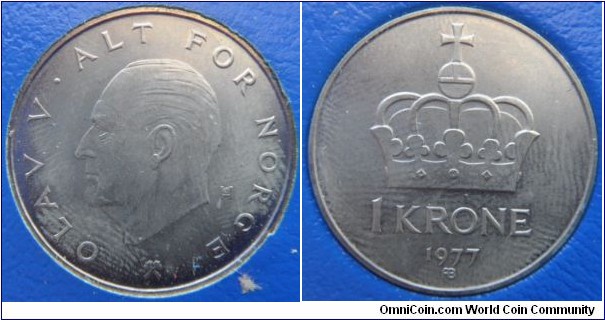 OLAV V · ALT FOR NORGE
1 KRONE
1977
OmniCoin.com World Coin Community